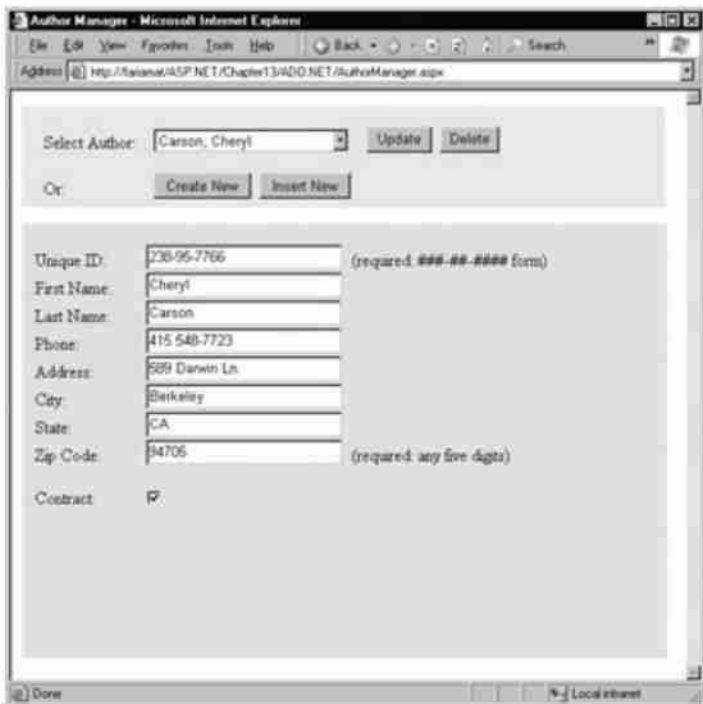 Author Manager - Microsoft Internet Explorer
File Edit View Favorites Tools Help Back Search
Address http://fariamat/ASP.NET/Chapter13/ADO.NET/AuthorManager.aspx
Select Author: Carson, Cheryl Update Delete
Or: Create New Insert New
Unique ID: 238-95-7766 (required: ###-##-#### form)
First Name: Cheryl
Last Name: Carson
Phone: 415 548-7723
Address: 589 Darwin Ln.
City: Berkeley
State: CA
Zip Code: 94705 (required: any five digits)
Contract:
Done Local intranet